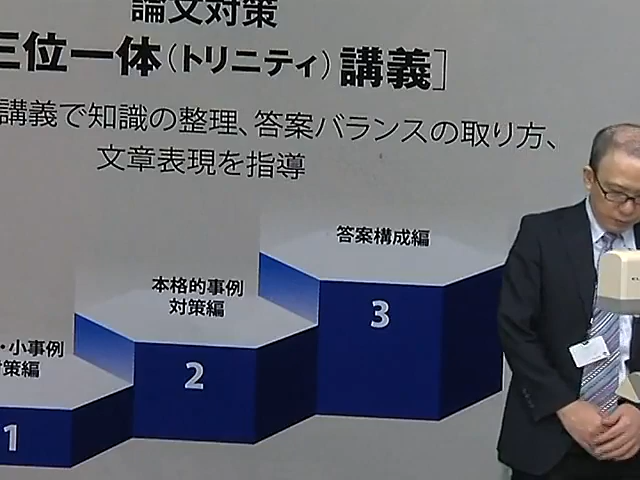 論文対策
三位一体(トリニティ)講義]
講義で知識の整理、答案バランスの取り方、
文章表現を指導
答案構成編
3
本格的事例
対策編
2
・小事例
対策編
1